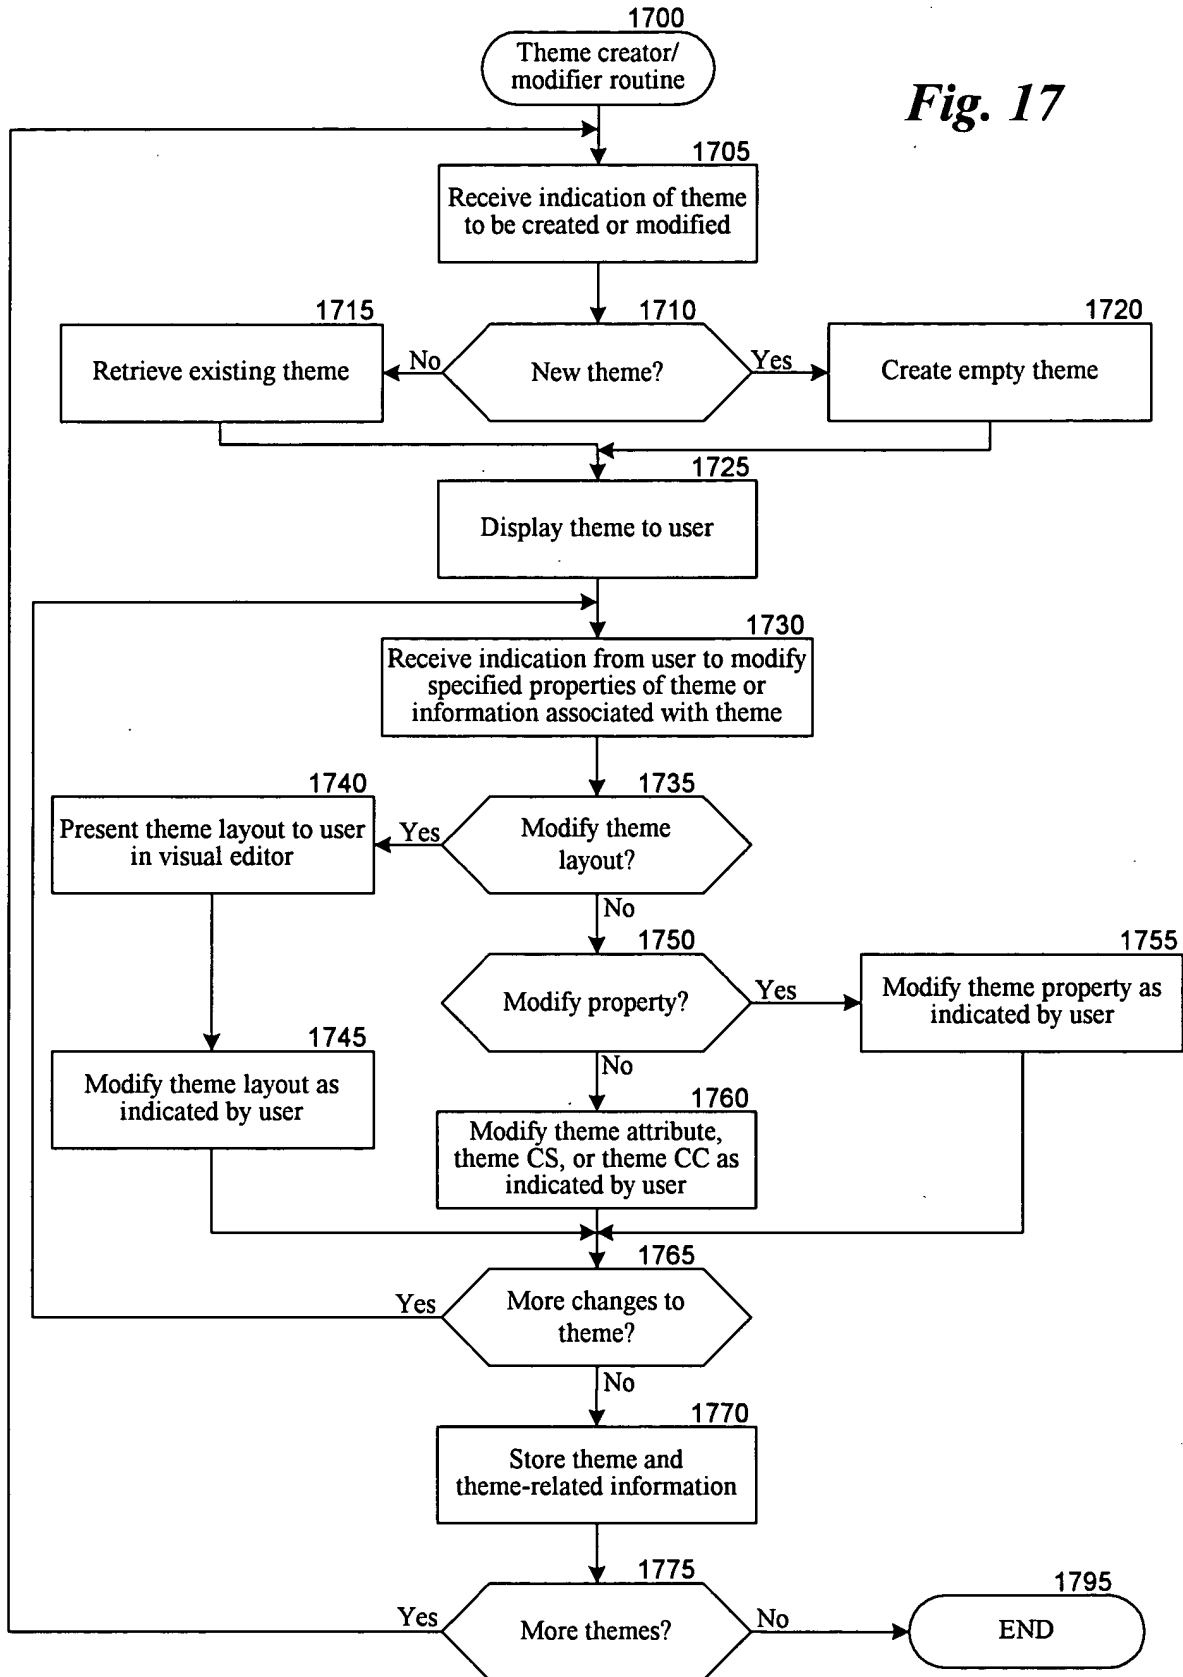 1700
Theme creator/
modifier routine
Fig. 17
1705
Receive indication of theme
to be created or modified
1715
1710
1720
Retrieve existing theme
No
New theme?
Yes
Create empty theme
1725
Display theme to user
1730
Receive indication from user to modify
specified properties of theme or
information associated with theme
1740
1735
Present theme layout to user
in visual editor
Yes
Modify theme
layout?
No
1750
1755
Modify property?
Yes
Modify theme property as
indicated by user
1745
No
Modify theme layout as
indicated by user
1760
Modify theme attribute,
theme CS, or theme CC as
indicated by user
1765
Yes
More changes to
theme?
No
1770
Store theme and
theme-related information
1775
1795
Yes
More themes?
No
END